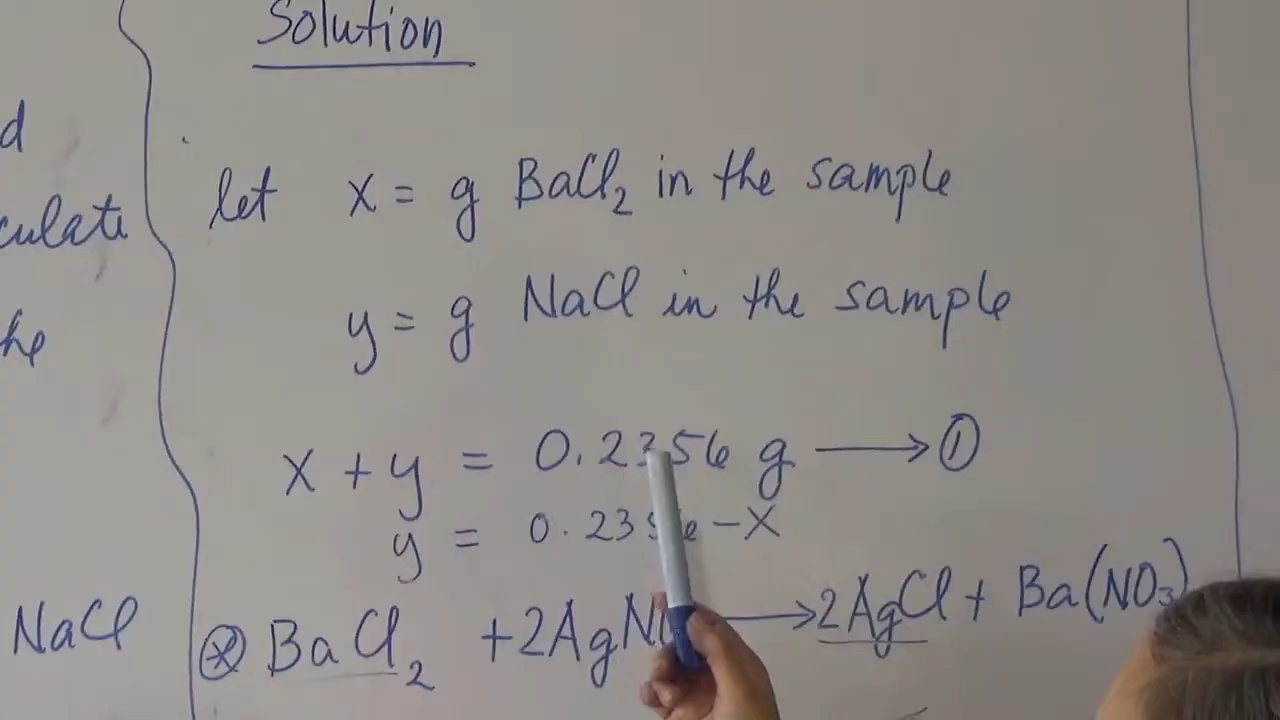 Solution
d
let x = g BaCl₂ in the sample
culate
y = g NaCl in the sample
he
x + y = 0.2356 g → ①
y = 0.2356 - x
NaCl
ⓧ BaCl₂ + 2AgN → 2AgCl + Ba(NO₃)